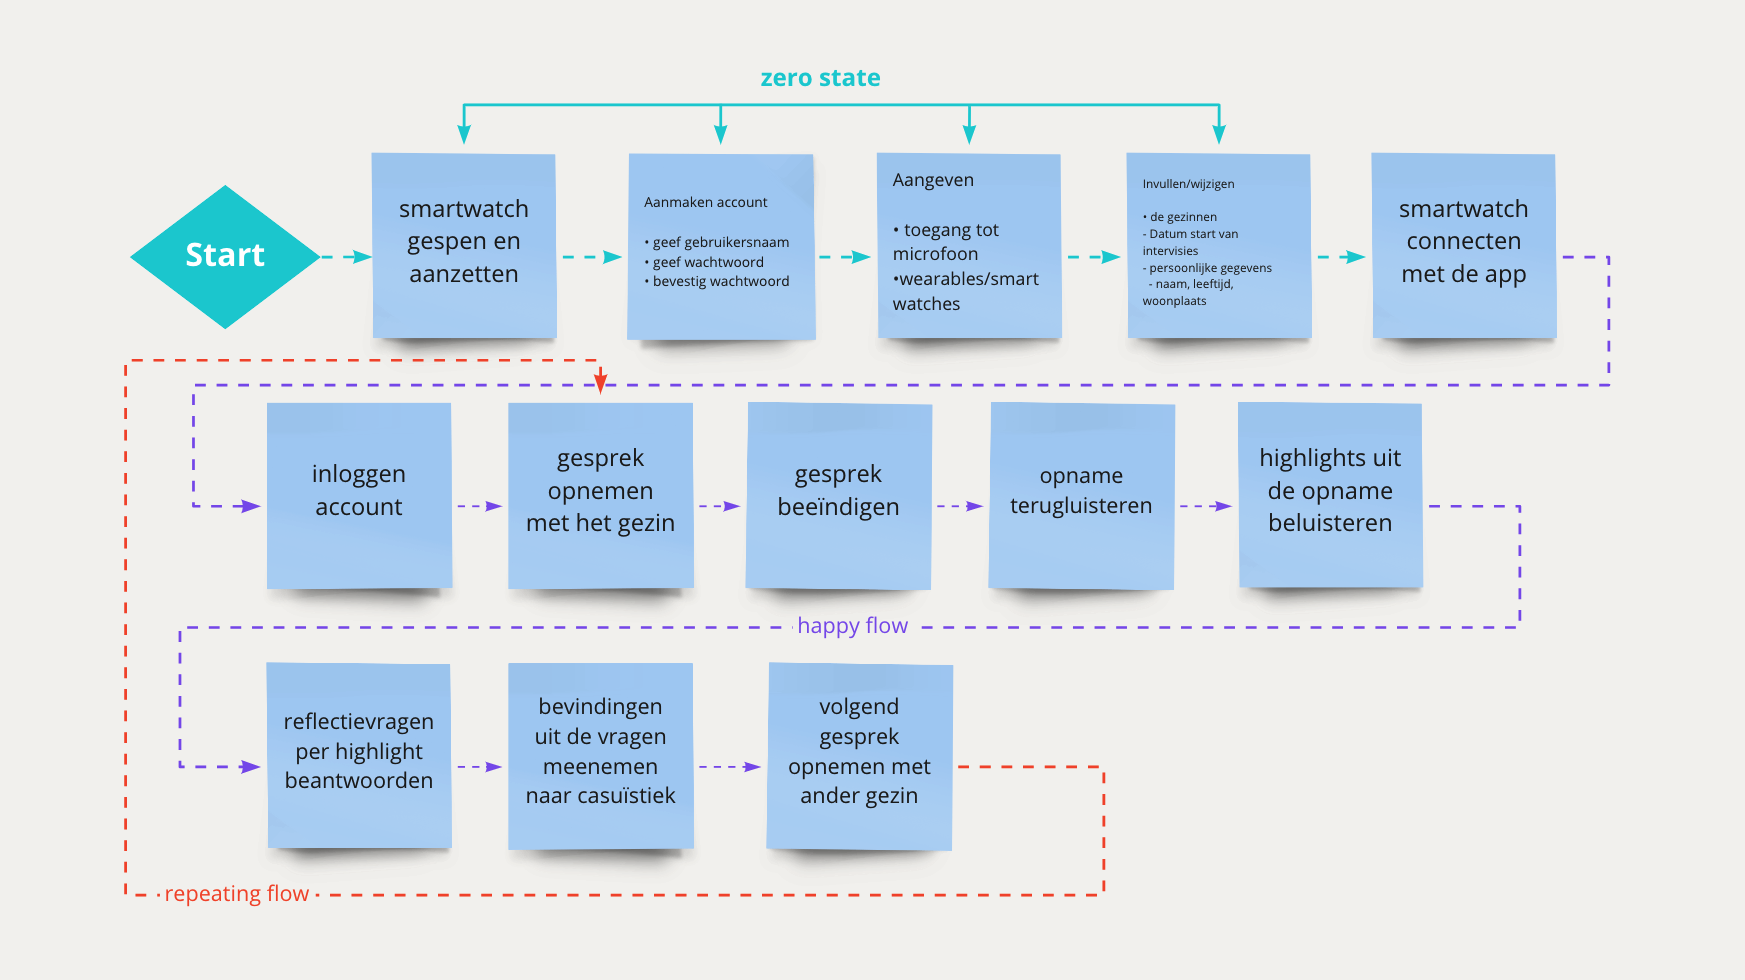 zero state
Start
smartwatch
gespen en
aanzetten
Aanmaken account
• geef gebruikersnaam
• geef wachtwoord
• bevestig wachtwoord
Aangeven
• toegang tot
microfoon
•wearables/smart
watches
Invullen/wijzigen
• de gezinnen
- Datum start van
intervisies
- persoonlijke gegevens
- naam, leeftijd,
woonplaats
smartwatch
connecten
met de app
inloggen
account
gesprek
opnemen
met het gezin
gesprek
beeïndigen
opname
terugluisteren
highlights uit
de opname
beluisteren
happy flow
reflectievragen
per highlight
beantwoorden
bevindingen
uit de vragen
meenemen
naar casuïstiek
volgend
gesprek
opnemen met
ander gezin
repeating flow